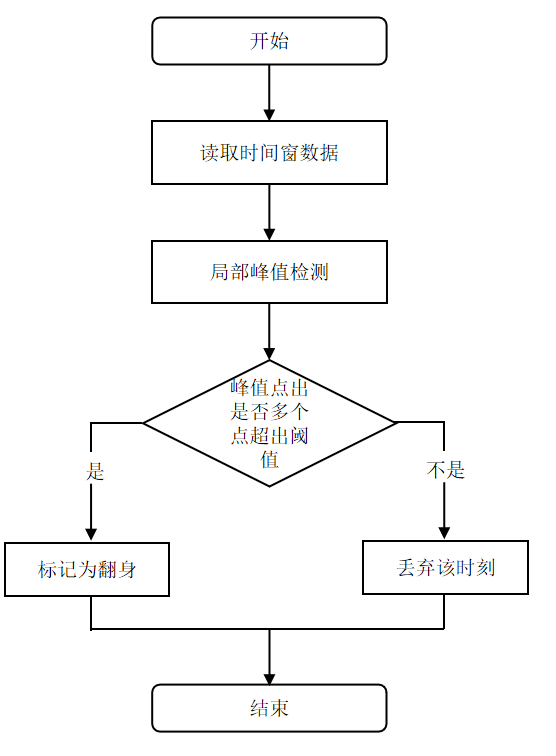 开始
读取时间窗数据
局部峰值检测
峰值点出
是否多个
点超出阈
值
是
不是
标记为翻身
丢弃该时刻
结束